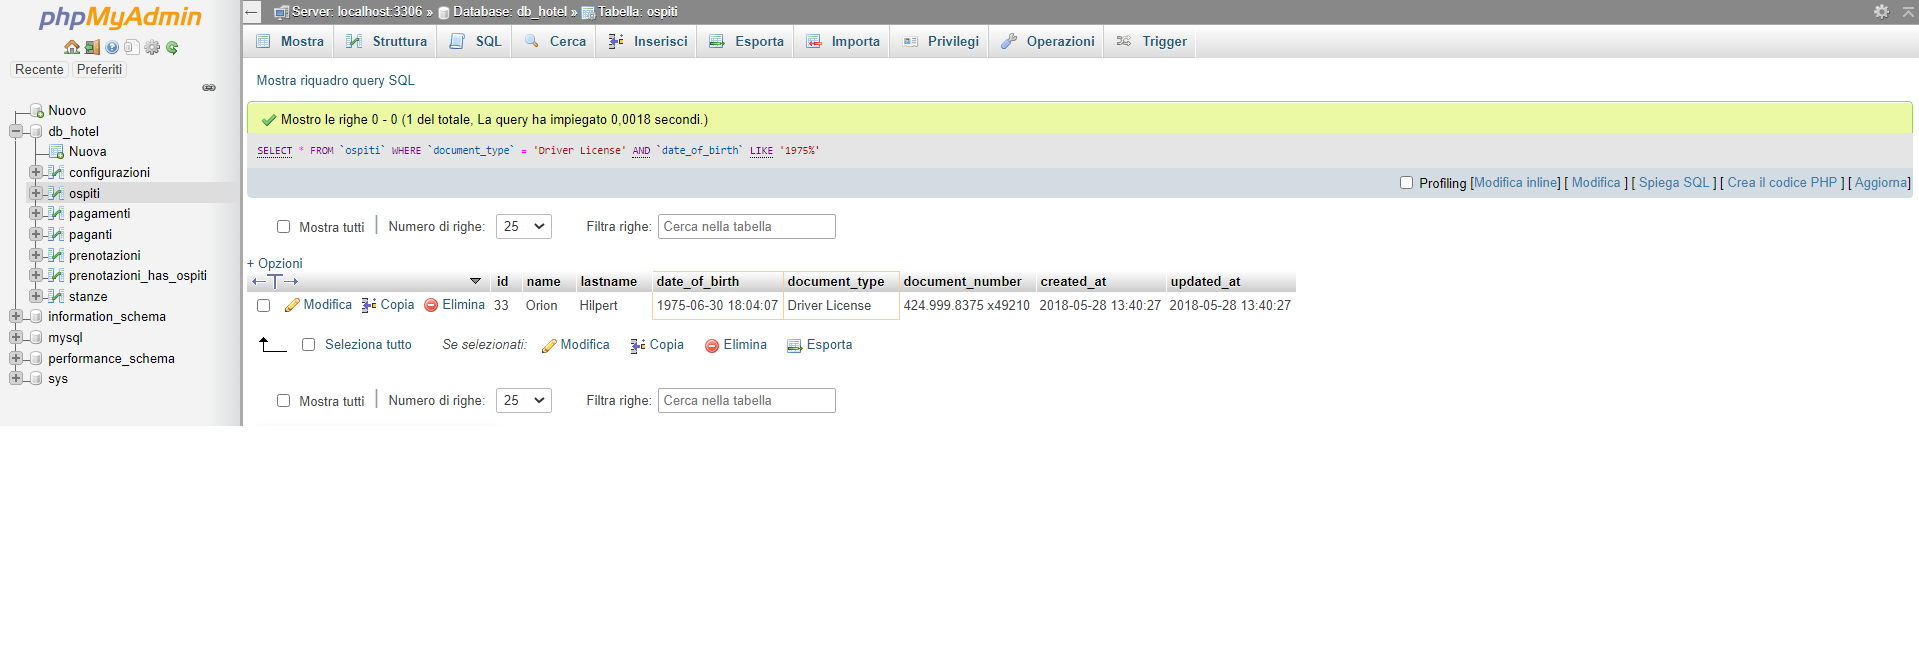 phpMyAdmin
Recente Preferiti
Nuovo
db_hotel
Nuova
configurazioni
ospiti
pagamenti
paganti
prenotazioni
prenotazioni_has_ospiti
stanze
information_schema
mysql
performance_schema
sys
Server: localhost:3306 » Database: db_hotel » Tabella: ospiti
Mostra Struttura SQL Cerca Inserisci Esporta Importa Privilegi Operazioni Trigger
Mostra riquadro query SQL
Mostro le righe 0 - 0 (1 del totale, La query ha impiegato 0,0018 secondi.)
SELECT * FROM `ospiti` WHERE `document_type` = 'Driver License' AND `date_of_birth` LIKE '1975%'
Profiling [Modifica inline] [ Modifica ] [ Spiega SQL ] [ Crea il codice PHP ] [ Aggiorna]
Mostra tutti | Numero di righe: 25 Filtra righe: Cerca nella tabella
+ Opzioni
←T→ id name lastname date_of_birth document_type document_number created_at updated_at
Modifica Copia Elimina 33 Orion Hilpert 1975-06-30 18:04:07 Driver License 424.999.8375 x49210 2018-05-28 13:40:27 2018-05-28 13:40:27
Seleziona tutto Se selezionati: Modifica Copia Elimina Esporta
Mostra tutti | Numero di righe: 25 Filtra righe: Cerca nella tabella